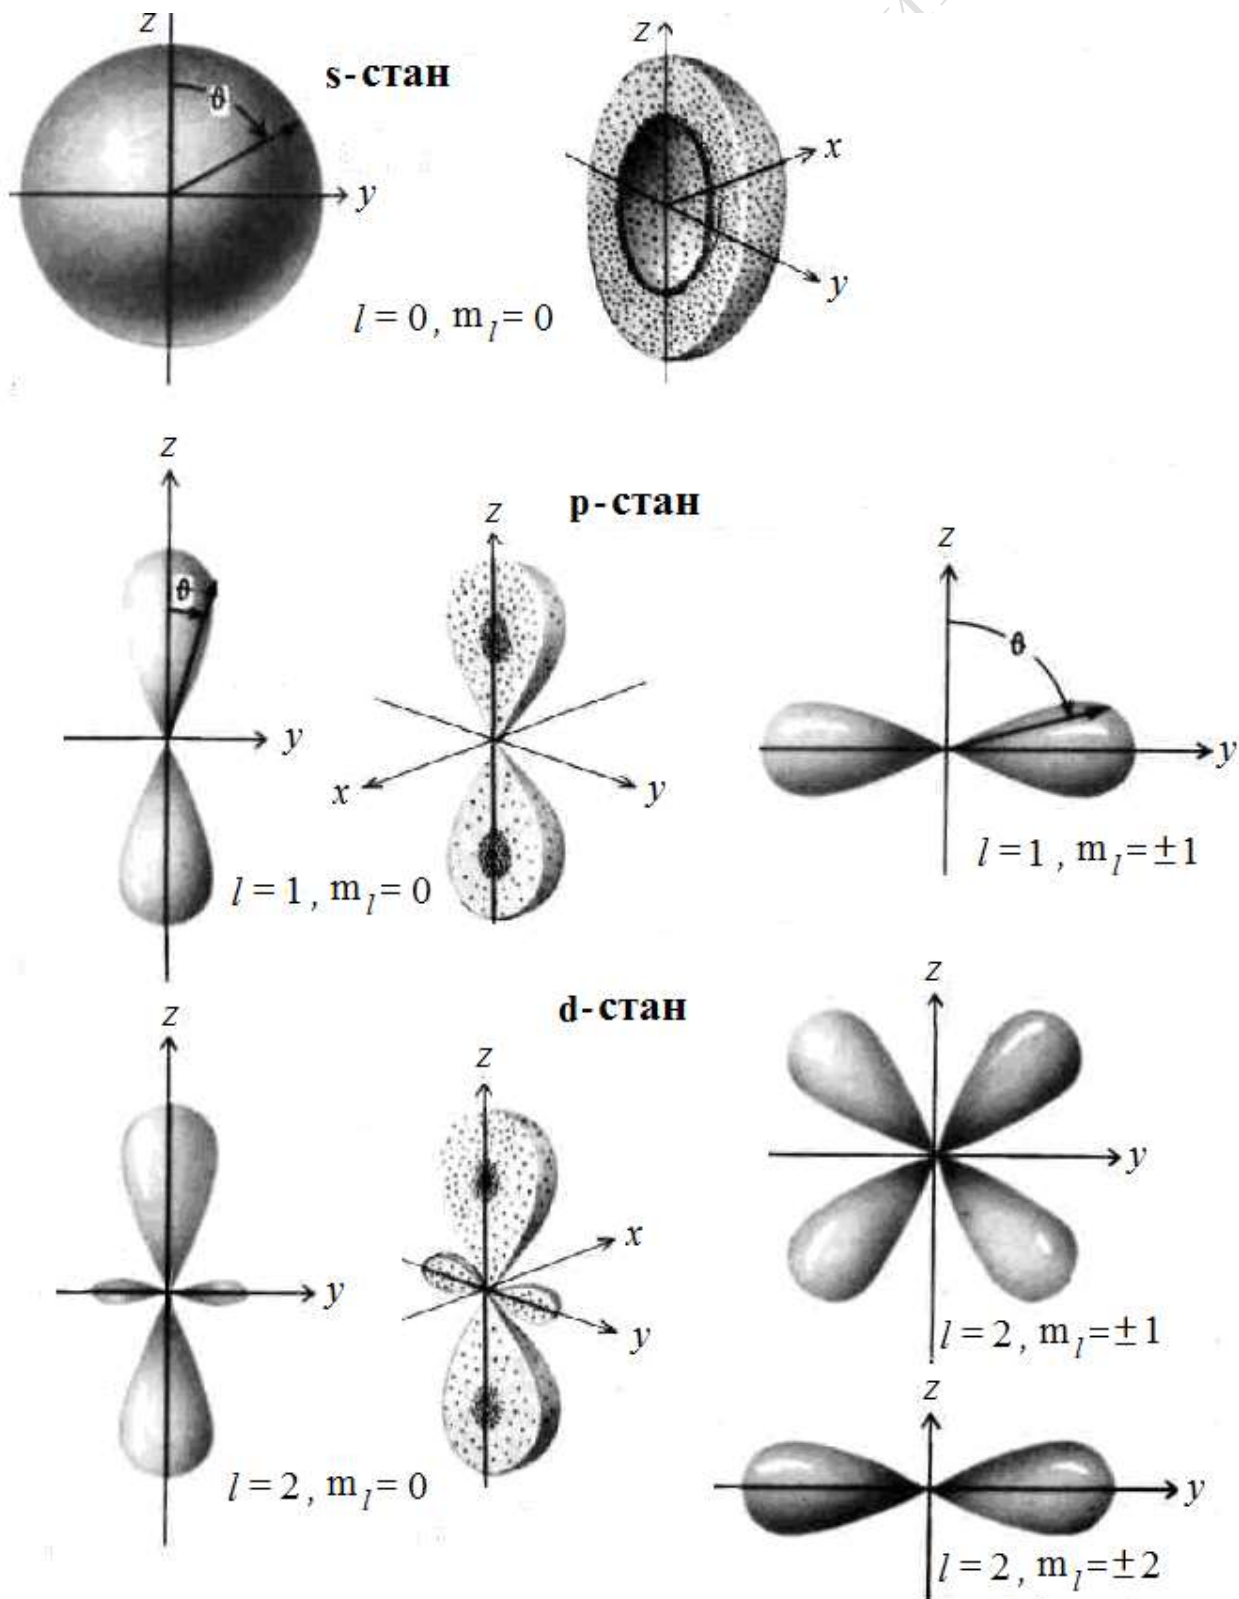 z
z
s-стан
θ
x
y
y
l = 0, m_l = 0
z
p-стан
z
z
θ
θ
y
x
y
y
l = 1, m_l = 0
l = 1, m_l = ±1
z
d-стан
z
z
y
x
y
y
l = 2, m_l = ±1
z
l = 2, m_l = 0
y
l = 2, m_l = ±2